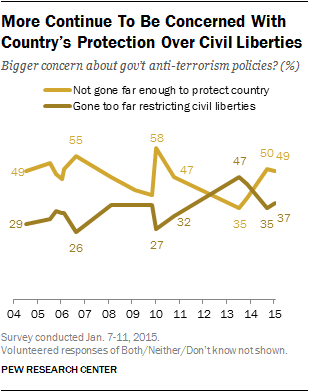 More Continue To Be Concerned With
Country's Protection Over Civil Liberties
Bigger concern about gov't anti-terrorism policies? (%)
Not gone far enough to protect country
Gone too far restricting civil liberties
49 55 58 47 50 49
29 26 27 32 47 35 35 37
04 05 06 07 08 09 10 11 12 13 14 15
Survey conducted Jan. 7-11, 2015.
Volunteered responses of Both/Neither/Don't know not shown.
PEW RESEARCH CENTER